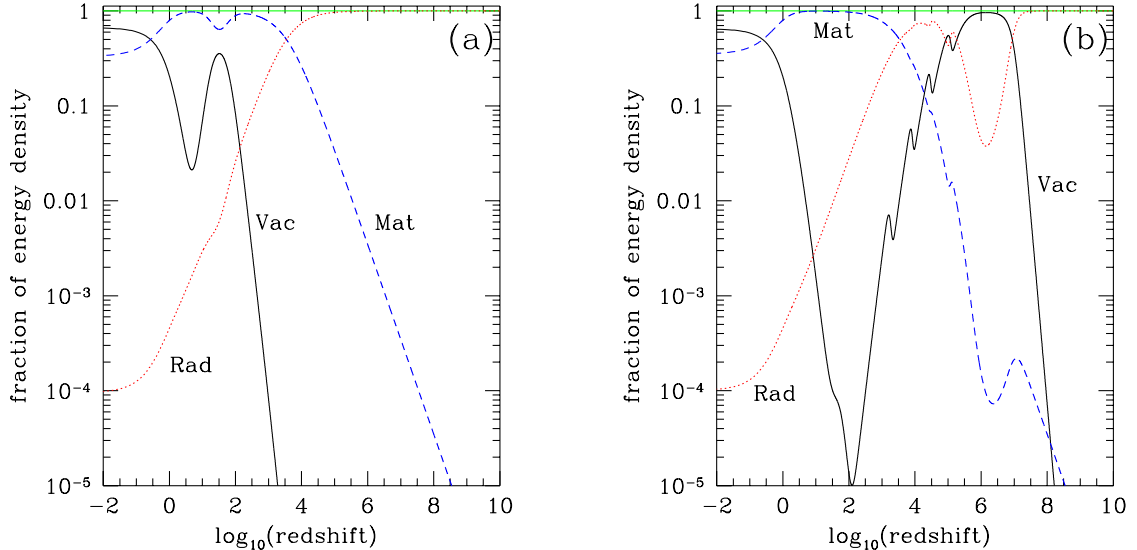 1
(a)
0.1
0.01
10⁻³
10⁻⁴
10⁻⁵
fraction of energy density
Vac
Mat
Rad
−2 0 2 4 6 8 10
log₁₀(redshift)
1
Mat
(b)
0.1
0.01
10⁻³
10⁻⁴
10⁻⁵
fraction of energy density
Vac
Rad
−2 0 2 4 6 8 10
log₁₀(redshift)